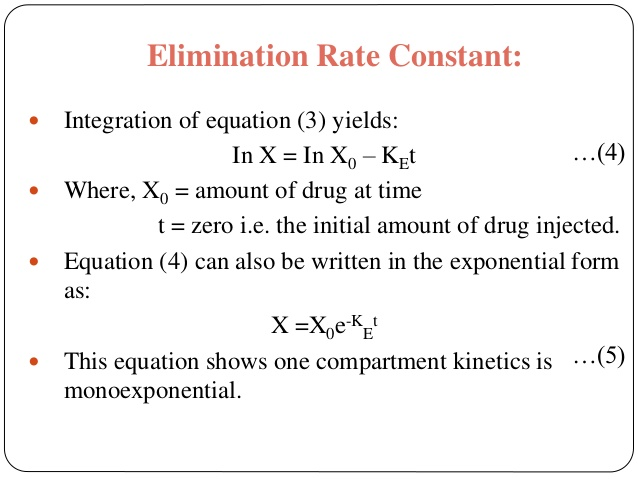 Elimination Rate Constant:
• Integration of equation (3) yields:
In X = In X₀ – K_Et …(4)
• Where, X₀ = amount of drug at time
t = zero i.e. the initial amount of drug injected.
• Equation (4) can also be written in the exponential form
as:
X =X₀e^-K_E^t
• This equation shows one compartment kinetics is …(5)
monoexponential.